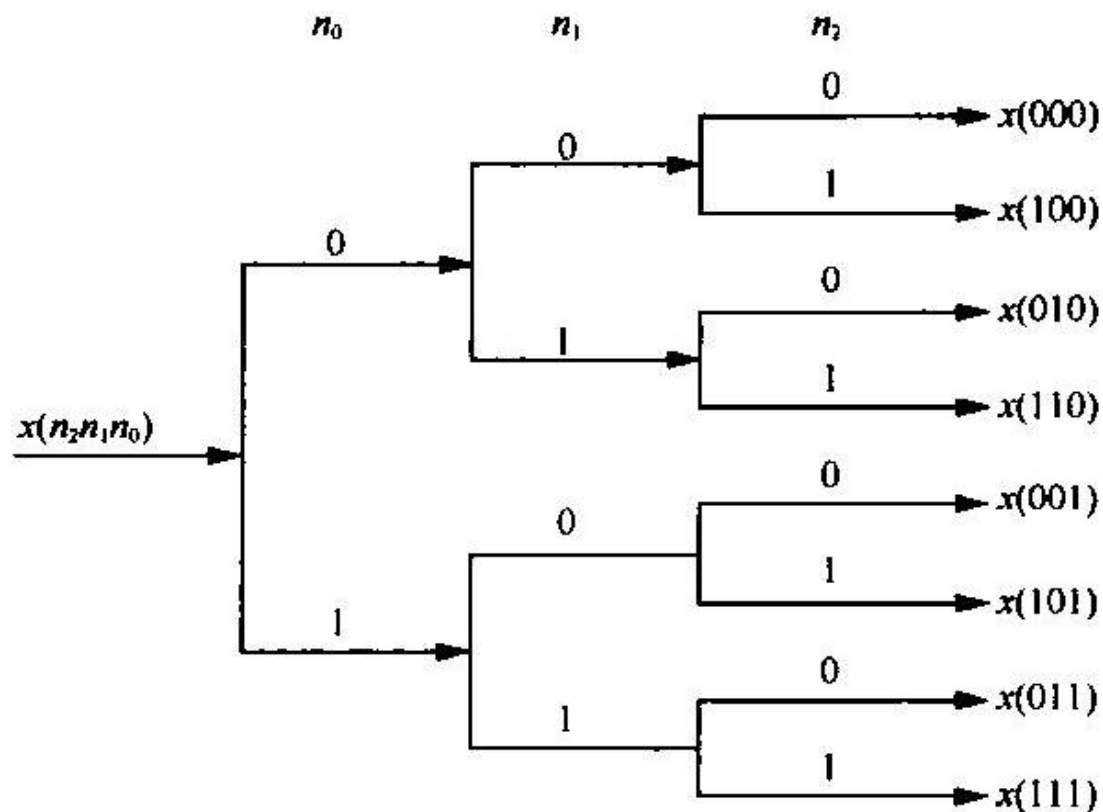 n₀ n₁ n₂
0
x(000)
0
1
x(100)
0
0
x(010)
1
1
x(110)
x(n₂n₁n₀)
0
x(001)
0
1
x(101)
1
0
x(011)
1
1
x(111)